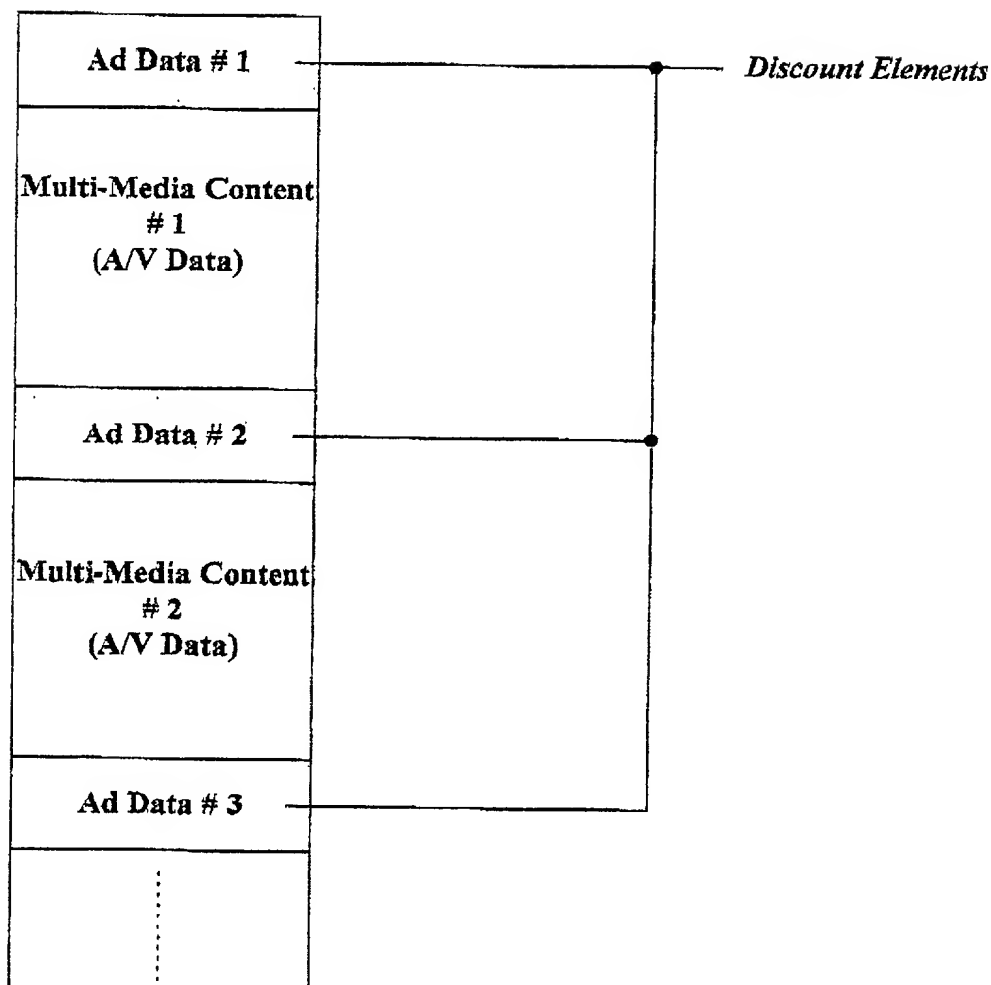 Ad Data # 1
Discount Elements
Multi-Media Content
# 1
(A/V Data)
Ad Data # 2
Multi-Media Content
# 2
(A/V Data)
Ad Data # 3